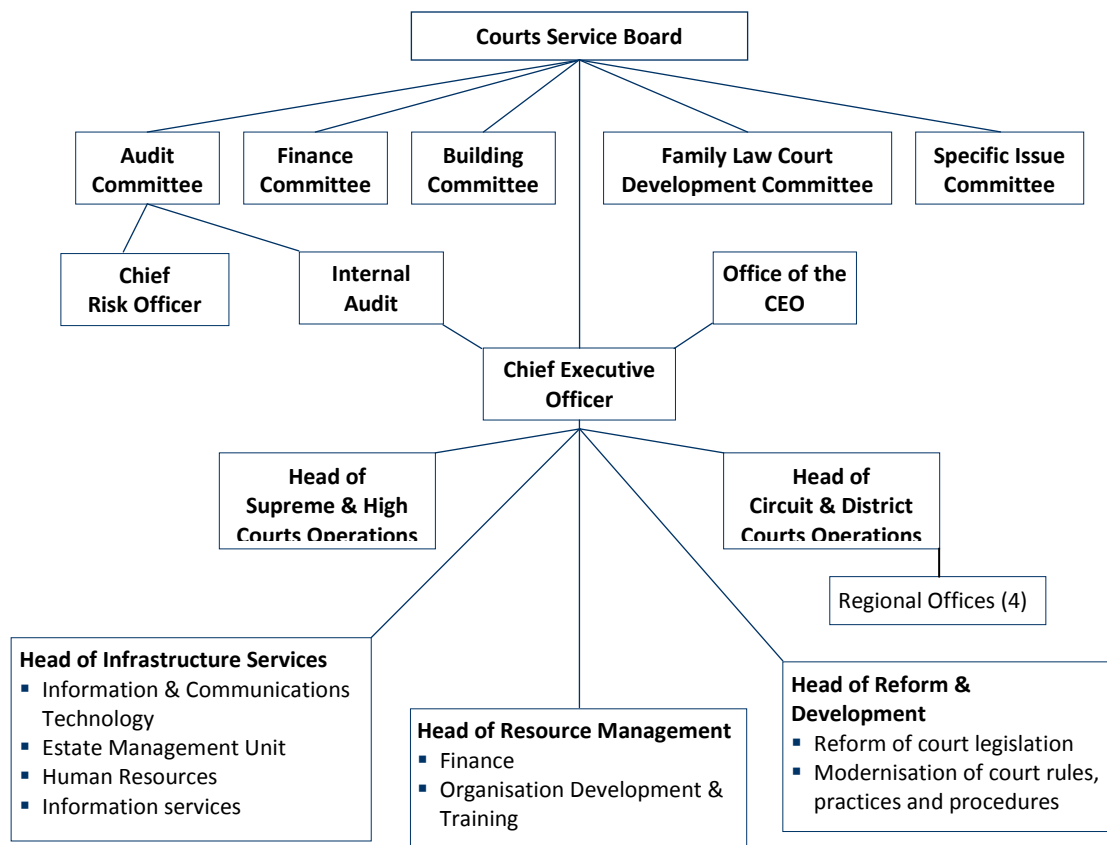 Courts Service Board
Audit
Committee
Finance
Committee
Building
Committee
Family Law Court
Development Committee
Specific Issue
Committee
Chief
Risk Officer
Internal
Audit
Office of the
CEO
Chief Executive
Officer
Head of
Supreme & High
Courts Operations
Head of
Circuit & District
Courts Operations
Regional Offices (4)
Head of Infrastructure Services
▪ Information & Communications
Technology
▪ Estate Management Unit
▪ Human Resources
▪ Information services
Head of Resource Management
▪ Finance
▪ Organisation Development &
Training
Head of Reform &
Development
▪ Reform of court legislation
▪ Modernisation of court rules,
practices and procedures